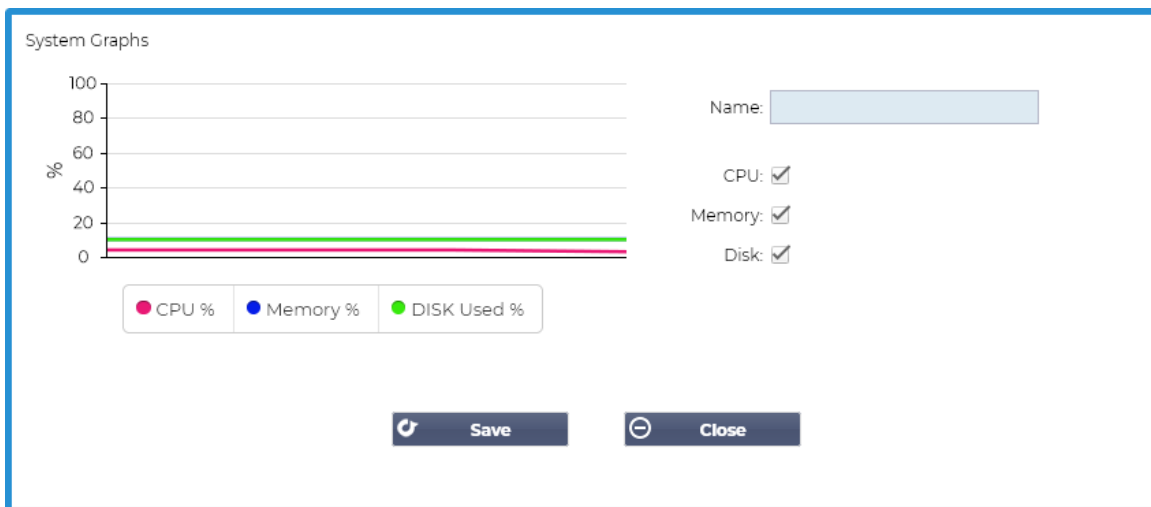 System Graphs
100
80
60
40
20
0
%
CPU % Memory % DISK Used %
Name:
CPU:
Memory:
Disk:
Save Close